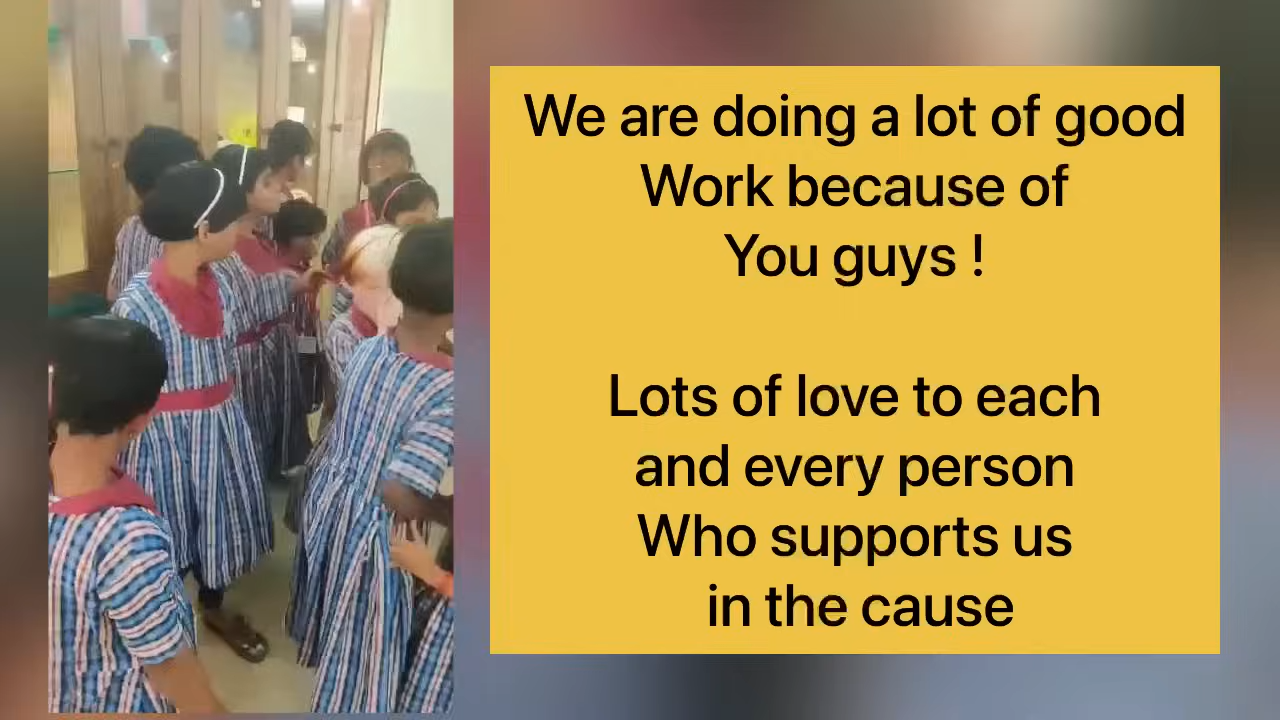 We are doing a lot of good
Work because of
You guys !
Lots of love to each
and every person
Who supports us
in the cause